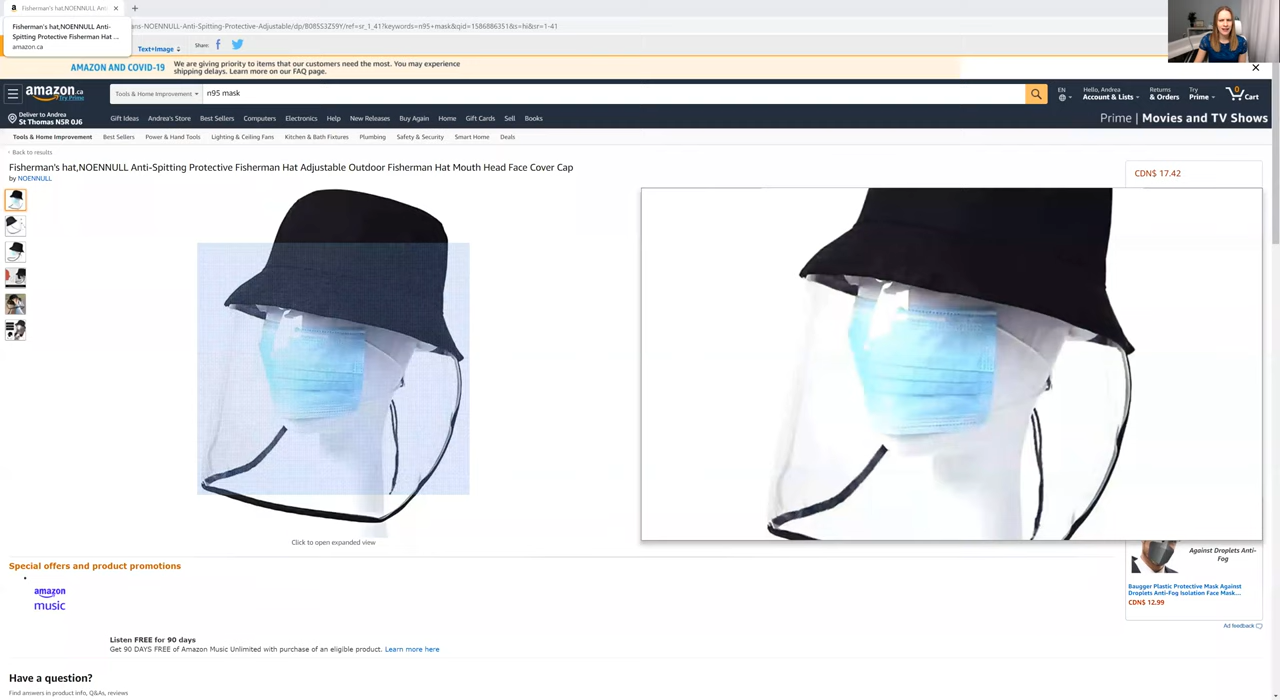 Fisherman's hat,NOENNULL Anti
Fisherman's hat,NOENNULL Anti-
Spitting Protective Fisherman Hat ...
amazon.ca
ans-NOENNULL-Anti-Spitting-Protective-Adjustable/dp/B08553Z59Y/ref=sr_1_41?keywords=n95+mask&qid=1586886351&s=hi&sr=1-41
Text+Image
Share:
AMAZON AND COVID-19
We are giving priority to items that our customers need the most. You may experience
shipping delays. Learn more on our FAQ page.
amazon.ca
Try Prime
Tools & Home Improvement
n95 mask
EN
Hello, Andrea
Account & Lists
Returns
& Orders
Try
Prime
0
Cart
Deliver to Andrea
St Thomas N5R 0J6
Gift Ideas
Andrea's Store
Best Sellers
Computers
Electronics
Help
New Releases
Buy Again
Home
Gift Cards
Sell
Books
Prime | Movies and TV Shows
Tools & Home Improvement
Best Sellers
Power & Hand Tools
Lighting & Ceiling Fans
Kitchen & Bath Fixtures
Plumbing
Safety & Security
Smart Home
Deals
‹ Back to results
Fisherman's hat,NOENNULL Anti-Spitting Protective Fisherman Hat Adjustable Outdoor Fisherman Hat Mouth Head Face Cover Cap
by NOENNULL
CDN$ 17.42
Click to open expanded view
Against Droplets Anti-
Fog
Baugger Plastic Protective Mask Against
Droplets Anti-Fog Isolation Face Mask...
CDN$ 12.99
Ad feedback
Special offers and product promotions
amazon
music
Listen FREE for 90 days
Get 90 DAYS FREE of Amazon Music Unlimited with purchase of an eligible product. Learn more here
Have a question?
Find answers in product info, Q&As, reviews